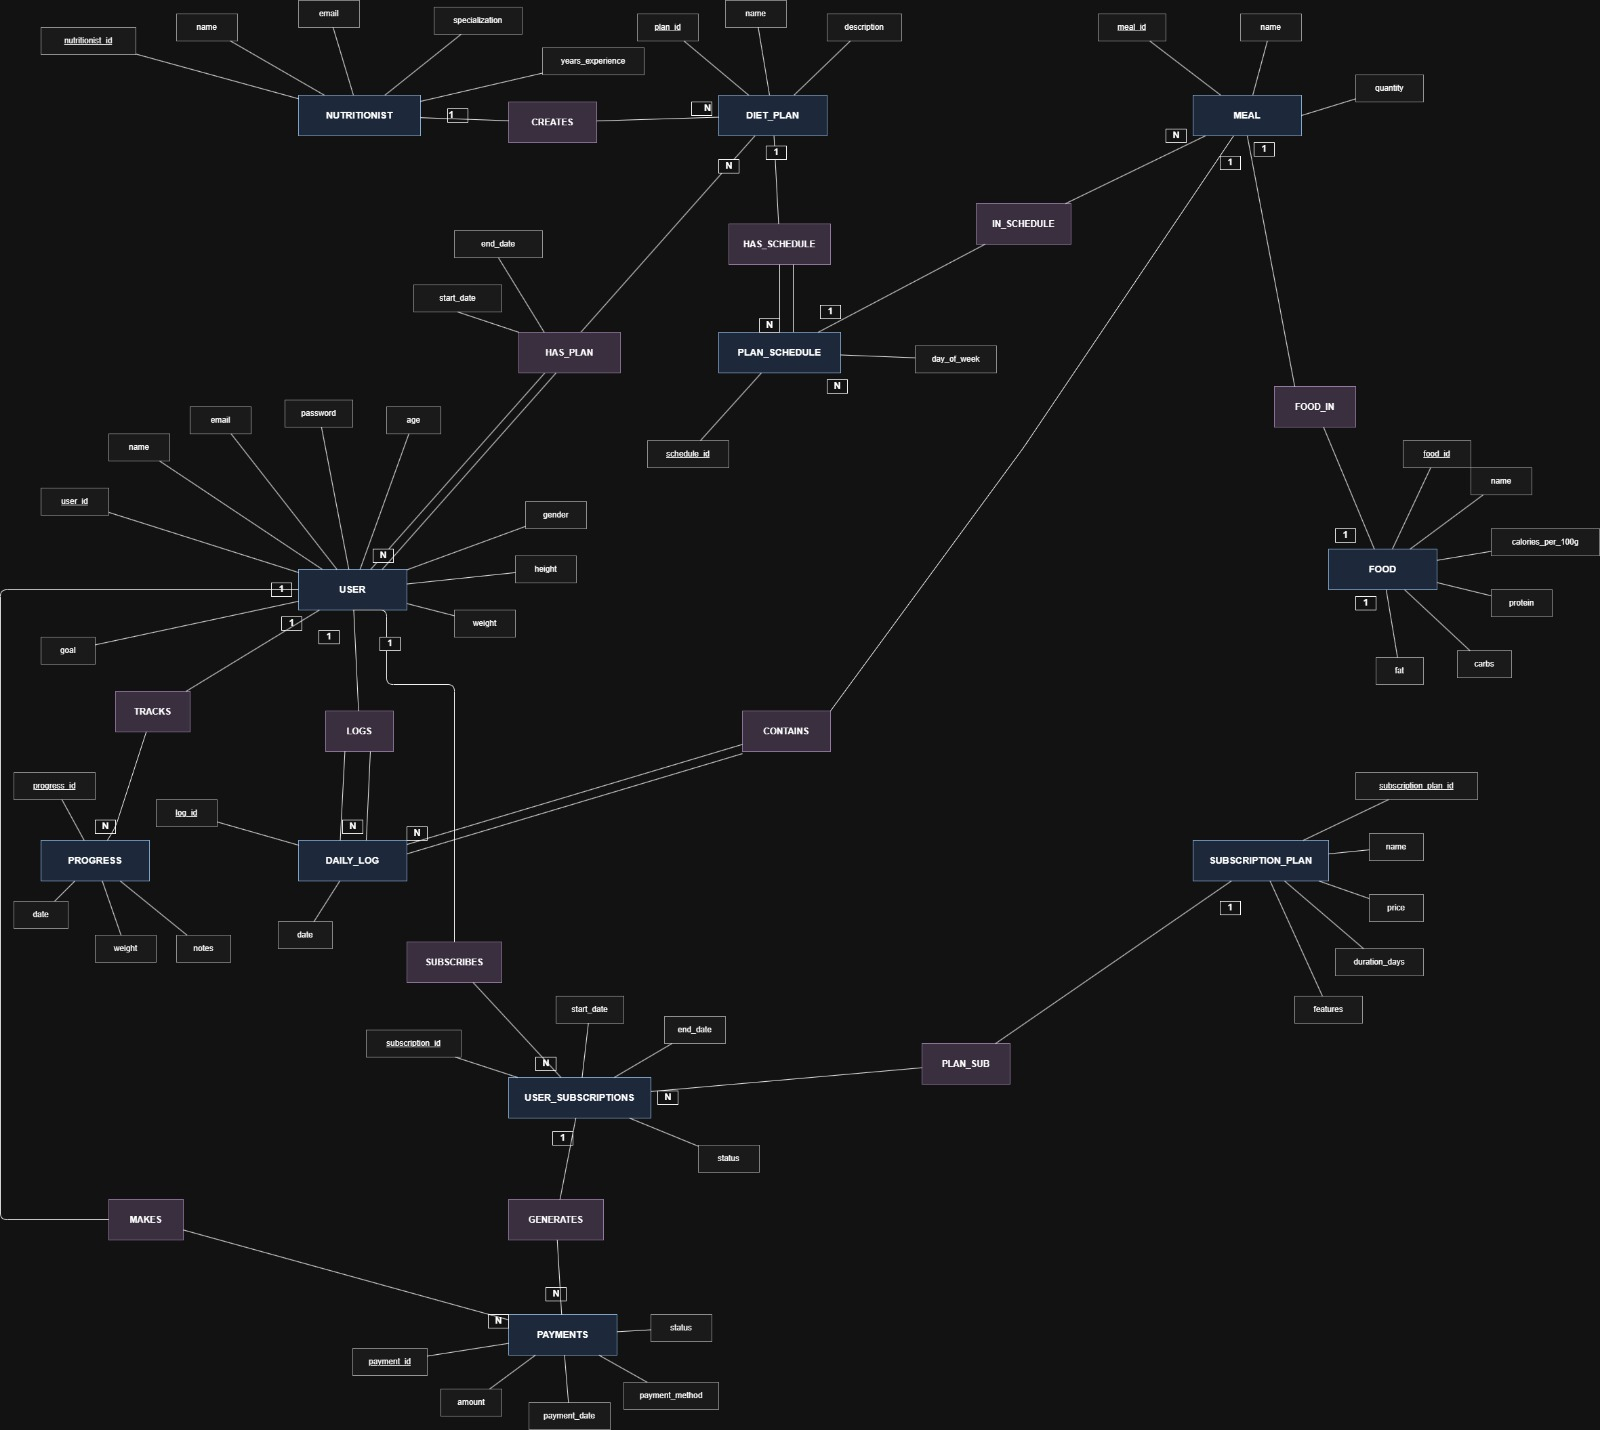 email
name
specialization
nutritionist_id
years_experience
NUTRITIONIST
1
CREATES
N
plan_id
name
description
DIET_PLAN
N
1
meal_id
name
quantity
MEAL
N
1
1
IN_SCHEDULE
HAS_SCHEDULE
end_date
start_date
HAS_PLAN
N
1
PLAN_SCHEDULE
day_of_week
N
schedule_id
FOOD_IN
food_id
name
calories_per_100g
1
FOOD
1
protein
carbs
fat
password
email
age
name
user_id
gender
N
height
1
USER
weight
1
1
1
goal
TRACKS
LOGS
CONTAINS
progress_id
log_id
N
N
N
PROGRESS
DAILY_LOG
date
weight
notes
date
subscription_plan_id
name
SUBSCRIPTION_PLAN
1
price
duration_days
features
SUBSCRIBES
start_date
end_date
subscription_id
N
PLAN_SUB
USER_SUBSCRIPTIONS
N
1
status
MAKES
GENERATES
N
N
PAYMENTS
status
payment_id
amount
payment_date
payment_method